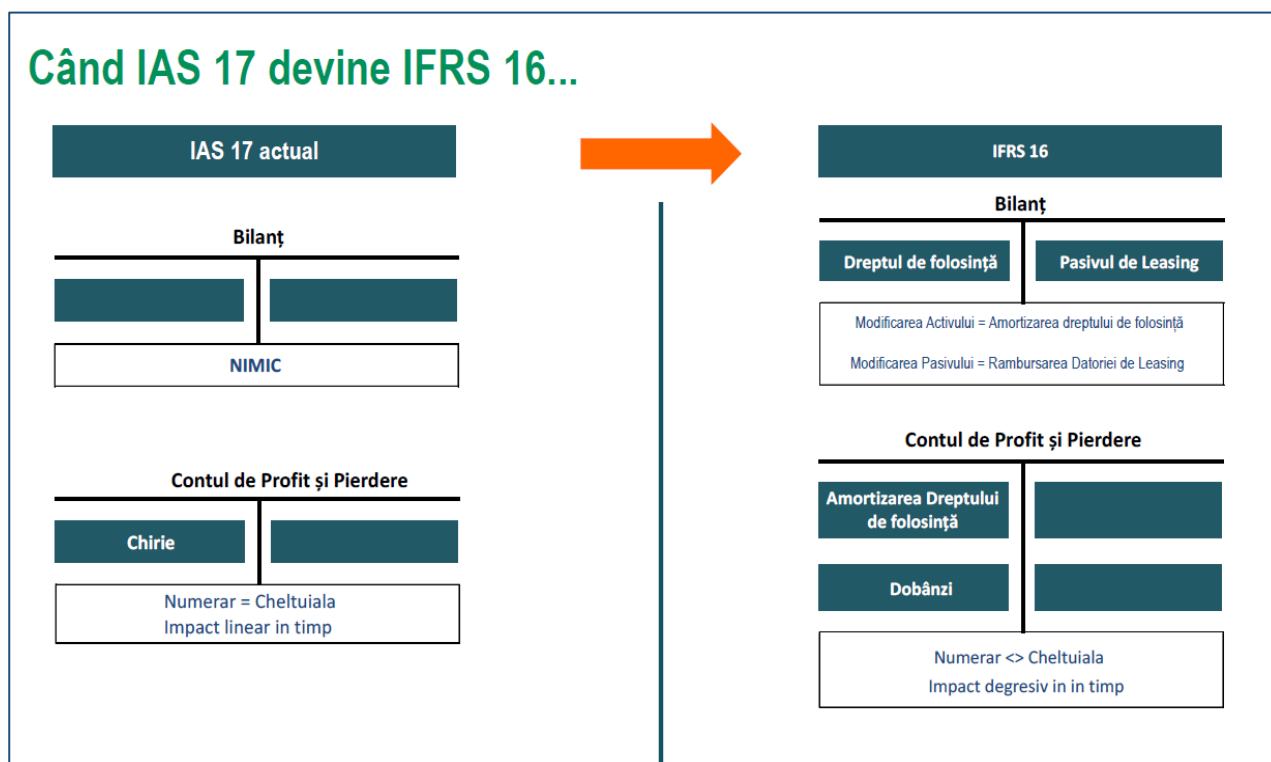 Când IAS 17 devine IFRS 16...
IAS 17 actual
Bilanț
NIMIC
Contul de Profit și Pierdere
Chirie
Numerar = Cheltuiala
Impact linear in timp
IFRS 16
Bilanț
Dreptul de folosință
Pasivul de Leasing
Modificarea Activului = Amortizarea dreptului de folosință
Modificarea Pasivului = Rambursarea Datoriei de Leasing
Contul de Profit și Pierdere
Amortizarea Dreptului
de folosință
Dobânzi
Numerar <> Cheltuiala
Impact degresiv in in timp